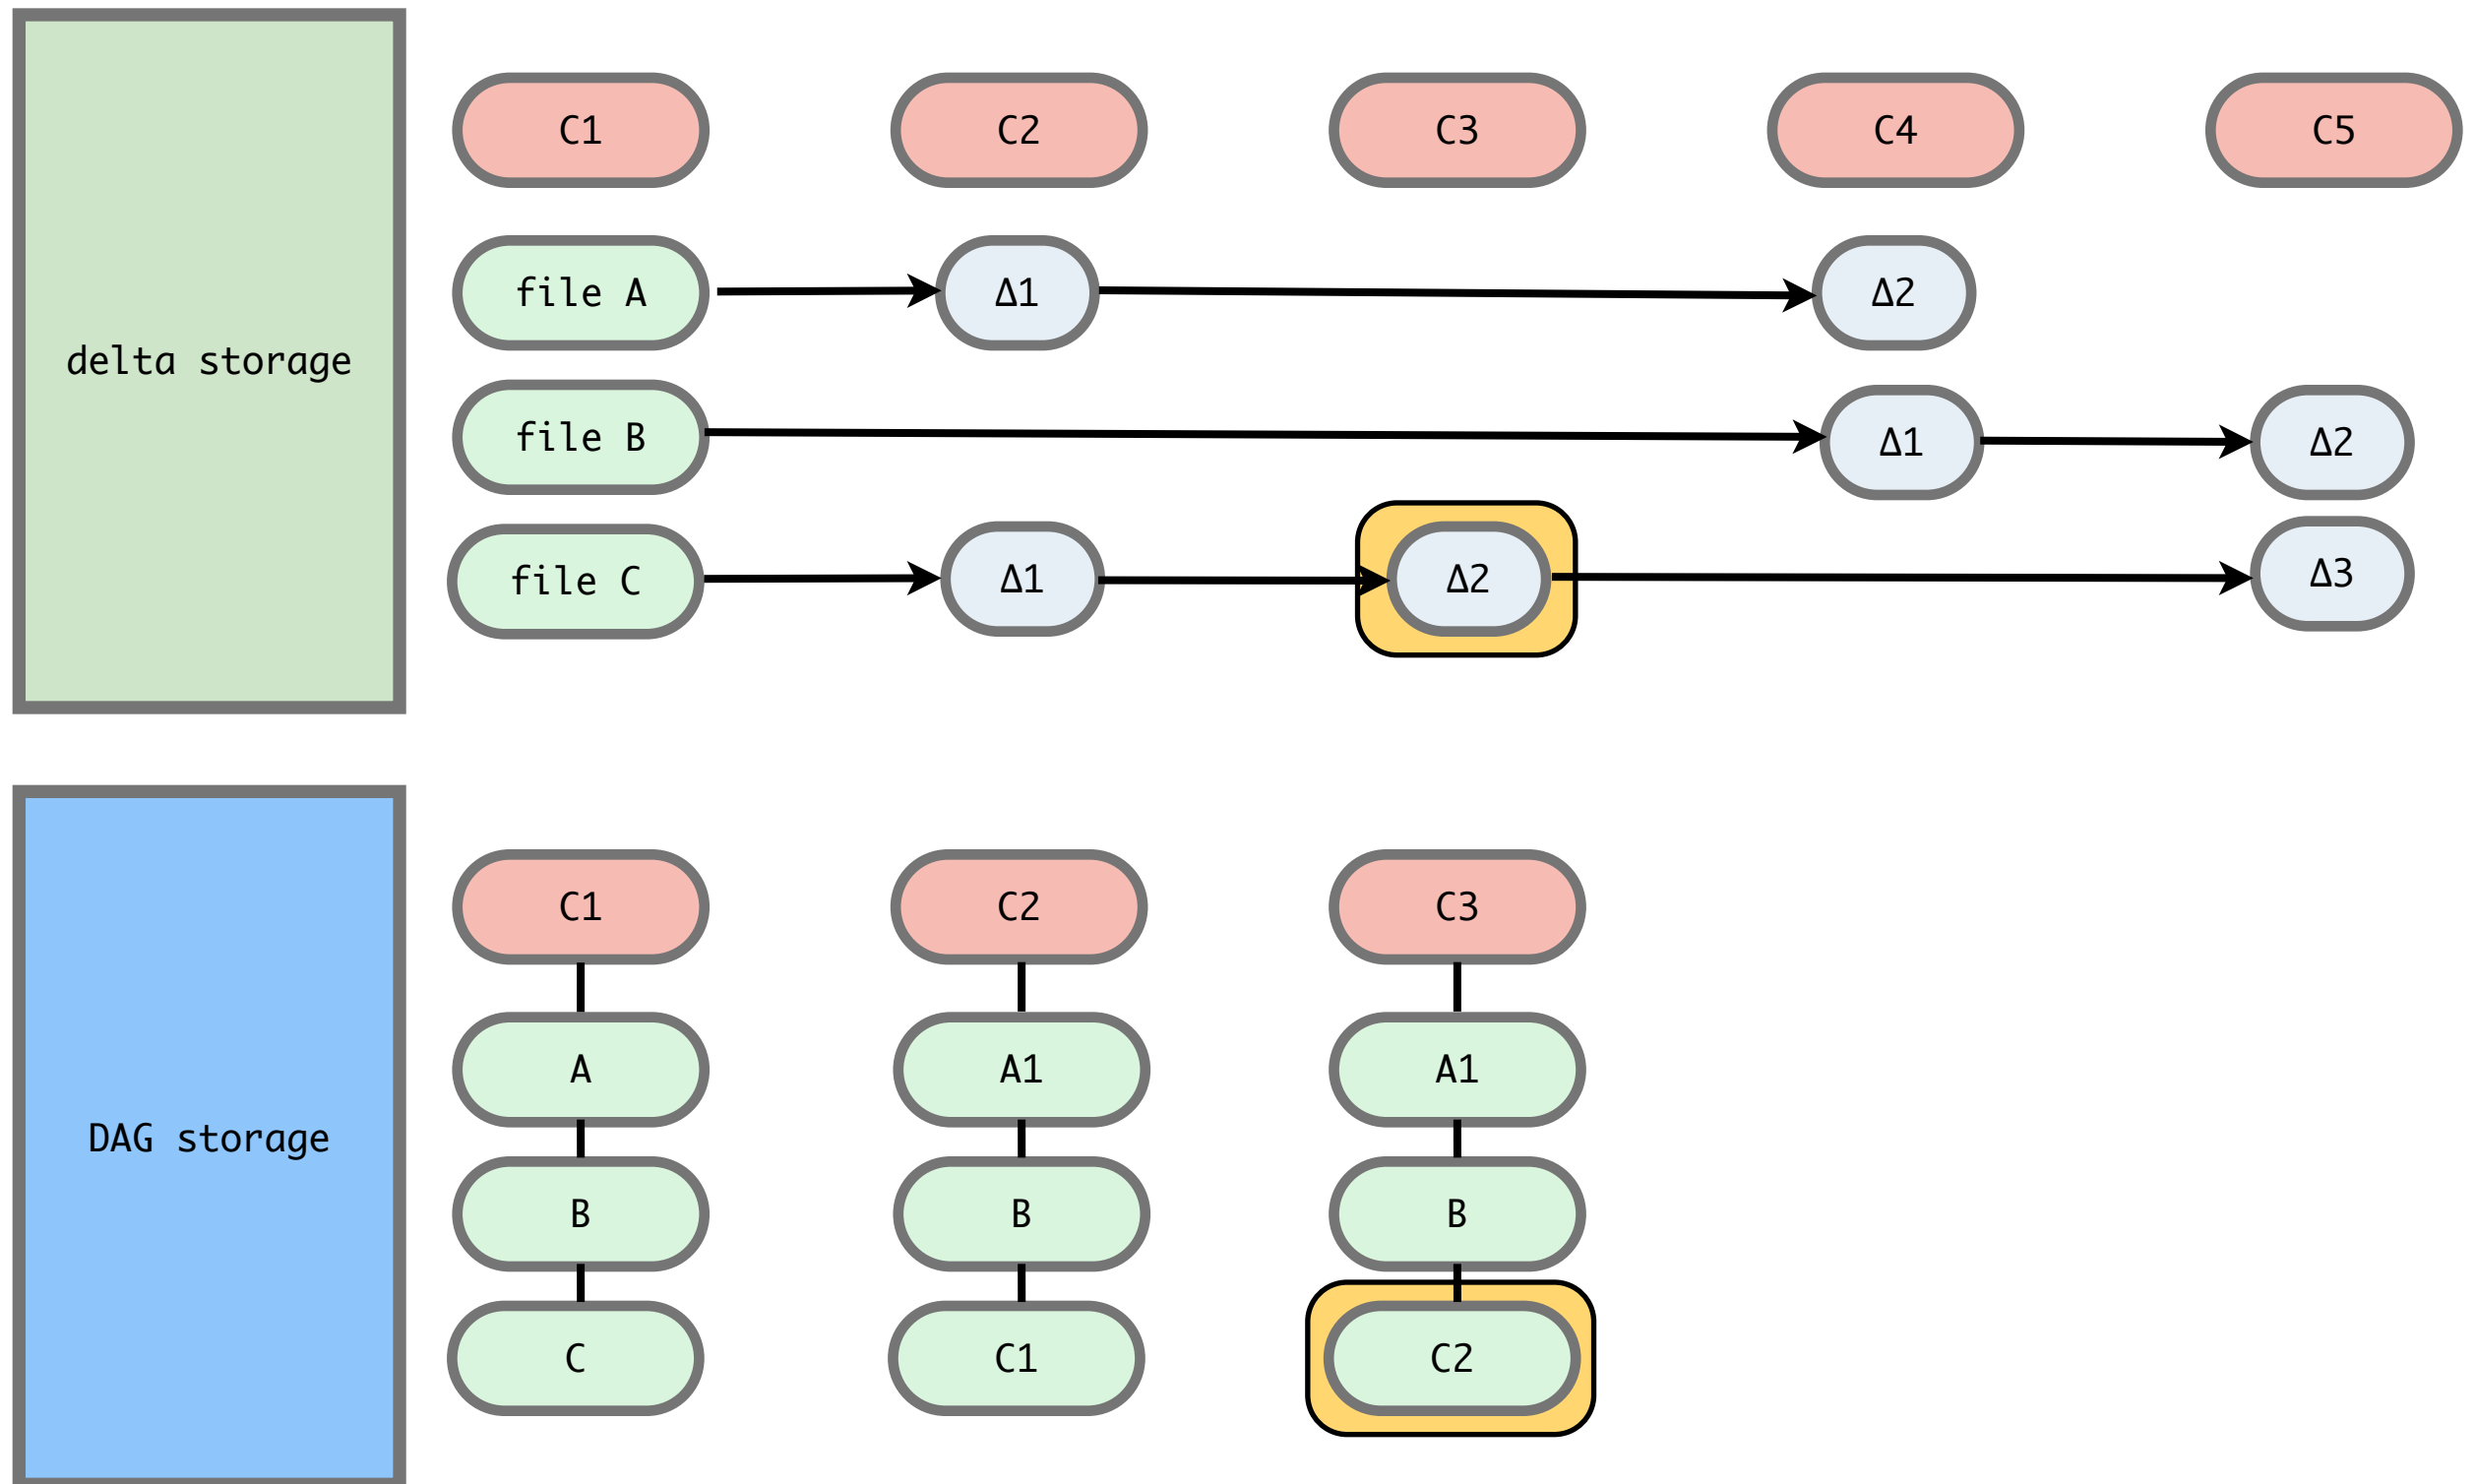 C1 C2 C3 C4 C5
file A Δ1 Δ2
delta storage
file B Δ1 Δ2
file C Δ1 Δ2 Δ3
C1 C2 C3
A A1 A1
DAG storage
B B B
C C1 C2